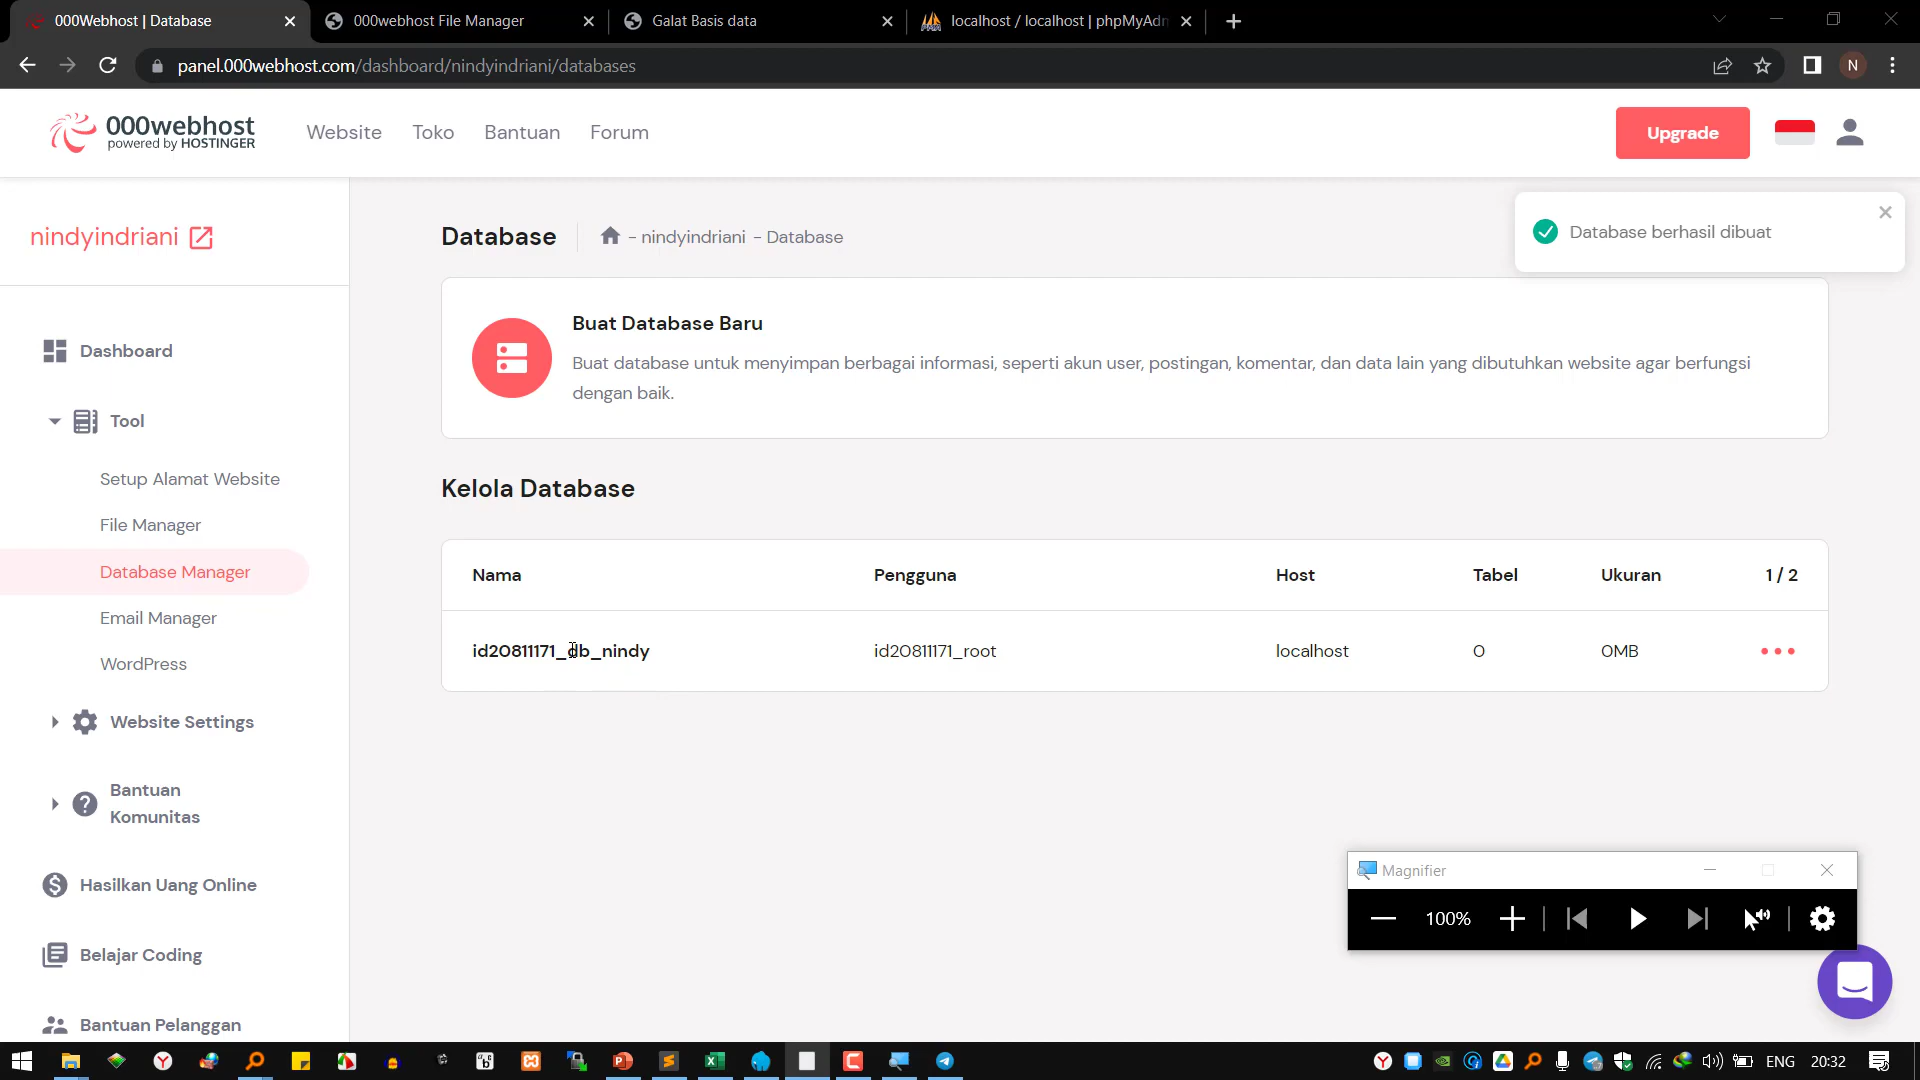 000Webhost | Database
000webhost File Manager
Galat Basis data
localhost / localhost | phpMyAdm
panel.000webhost.com/dashboard/nindyindriani/databases
N
000webhost
powered by HOSTINGER
Website
Toko
Bantuan
Forum
Upgrade
nindyindriani
Database
- nindyindriani - Database
Database berhasil dibuat
Buat Database Baru
Buat database untuk menyimpan berbagai informasi, seperti akun user, postingan, komentar, dan data lain yang dibutuhkan website agar berfungsi
dengan baik.
Dashboard
Tool
Setup Alamat Website
File Manager
Database Manager
Email Manager
WordPress
Website Settings
Bantuan
Komunitas
Hasilkan Uang Online
Belajar Coding
Bantuan Pelanggan
Kelola Database
Nama
Pengguna
Host
Tabel
Ukuran
1 / 2
id20811171_db_nindy
id20811171_root
localhost
0
0MB
Magnifier
100%
ENG
20:32